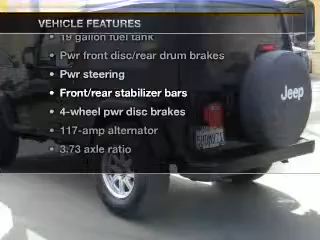 VEHICLE FEATURES
• 19 gallon fuel tank
• Pwr front disc/rear drum brakes
• Pwr steering
• Front/rear stabilizer bars
• 4-wheel pwr disc brakes
• 117-amp alternator
• 3.73 axle ratio
Jeep